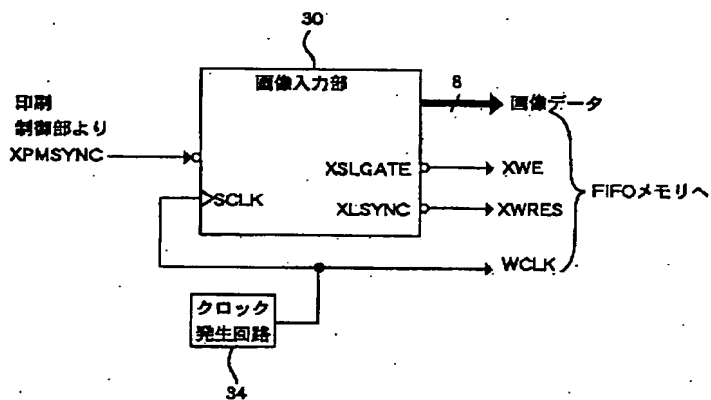 30
画像入力部
8
画像データ
印刷
制御部より
XPMSYNC
XSLGATE
XWE
FIFOメモリへ
SCLK
XLSYNC
XWRES
WCLK
クロック
発生回路
34